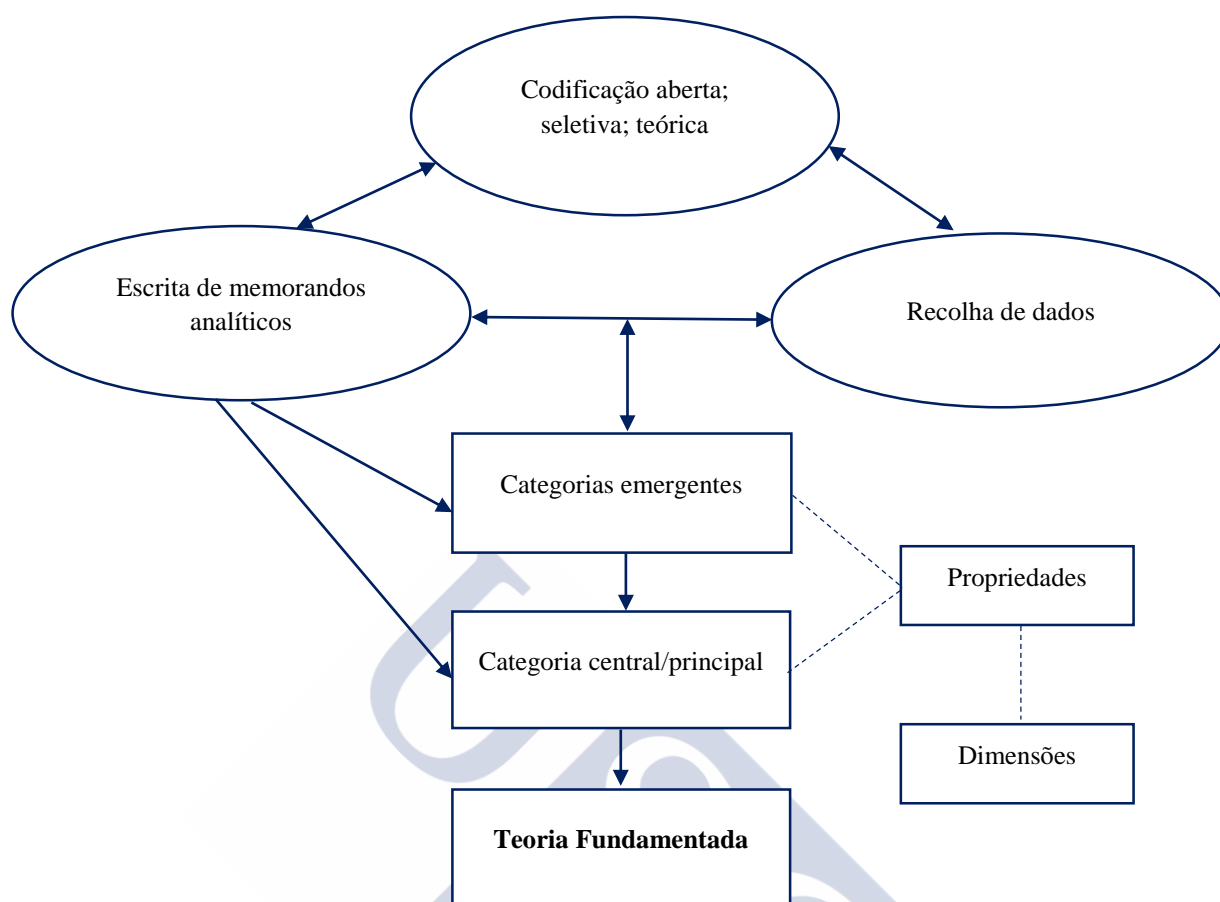 Codificação aberta;
seletiva; teórica
Escrita de memorandos
analíticos
Recolha de dados
Categorias emergentes
Propriedades
Categoria central/principal
Dimensões
Teoria Fundamentada